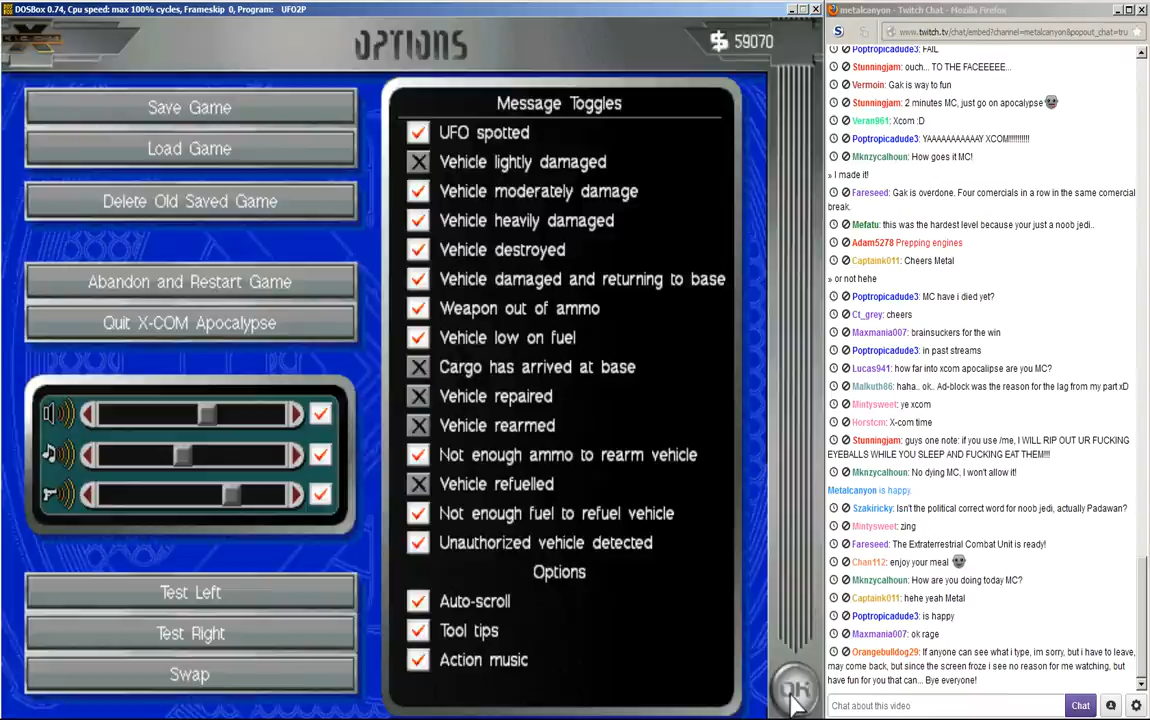 DOSBox 0.74, Cpu speed: max 100% cycles, Frameskip 0, Program: UFO2P
OPTIONS
$ 59070
Save Game
Load Game
Delete Old Saved Game
Abandon and Restart Game
Quit X-COM Apocalypse
Test Left
Test Right
Swap
Message Toggles
UFO spotted
Vehicle lightly damaged
Vehicle moderately damage
Vehicle heavily damaged
Vehicle destroyed
Vehicle damaged and returning to base
Weapon out of ammo
Vehicle low on fuel
Cargo has arrived at base
Vehicle repaired
Vehicle rearmed
Not enough ammo to rearm vehicle
Vehicle refuelled
Not enough fuel to refuel vehicle
Unauthorized vehicle detected
Options
Auto-scroll
Tool tips
Action music
OK
metalcanyon - Twitch Chat - Mozilla Firefox
www.twitch.tv/chat/embed?channel=metalcanyon&popout_chat=tru
Poptropicadude3: FAIL
Stunningjam: ouch... TO THE FACEEEEE...
Vermoin: Gak is way to fun
Stunningjam: 2 minutes MC, just go on apocalypse
Veran961: Xcom :D
Poptropicadude3: YAAAAAAAAAAY XCOM!!!!!!!!!!
Mknzycalhoun: How goes it MC!
» I made it!
Fareseed: Gak is overdone. Four comercials in a row in the same comercial
break.
Mefatu: this was the hardest level because your just a noob jedi..
Adam5278 Prepping engines
Captaink011: Cheers Metal
» or not hehe
Poptropicadude3: MC have i died yet?
Ct_grey: cheers
Maxmania007: brainsuckers for the win
Poptropicadude3: in past streams
Lucas941: how far into xcom apocalipse are you MC?
Malkuth86: haha.. ok.. Ad-block was the reason for the lag from my part xD
Mintysweet: ye xcom
Horstcm: X-com time
Stunningjam: guys one note: if you use /me, I WILL RIP OUT UR FUCKING
EYEBALLS WHILE YOU SLEEP AND FUCKING EAT THEM!!!
Mknzycalhoun: No dying MC, I won't allow it!
Metalcanyon is happy.
Szakiricky: Isn't the political correct word for noob jedi, actually Padawan?
Mintysweet: zing
Fareseed: The Extraterrestrial Combat Unit is ready!
Chan112: enjoy your meal
Mknzycalhoun: How are you doing today MC?
Captaink011: hehe yeah Metal
Poptropicadude3: is happy
Maxmania007: ok rage
Orangebulldog29: If anyone can see what i type, im sorry, but i have to leave,
may come back, but since the screen froze i see no reason for me watching, but
have fun for you that can... Bye everyone!
Chat about this video
Chat